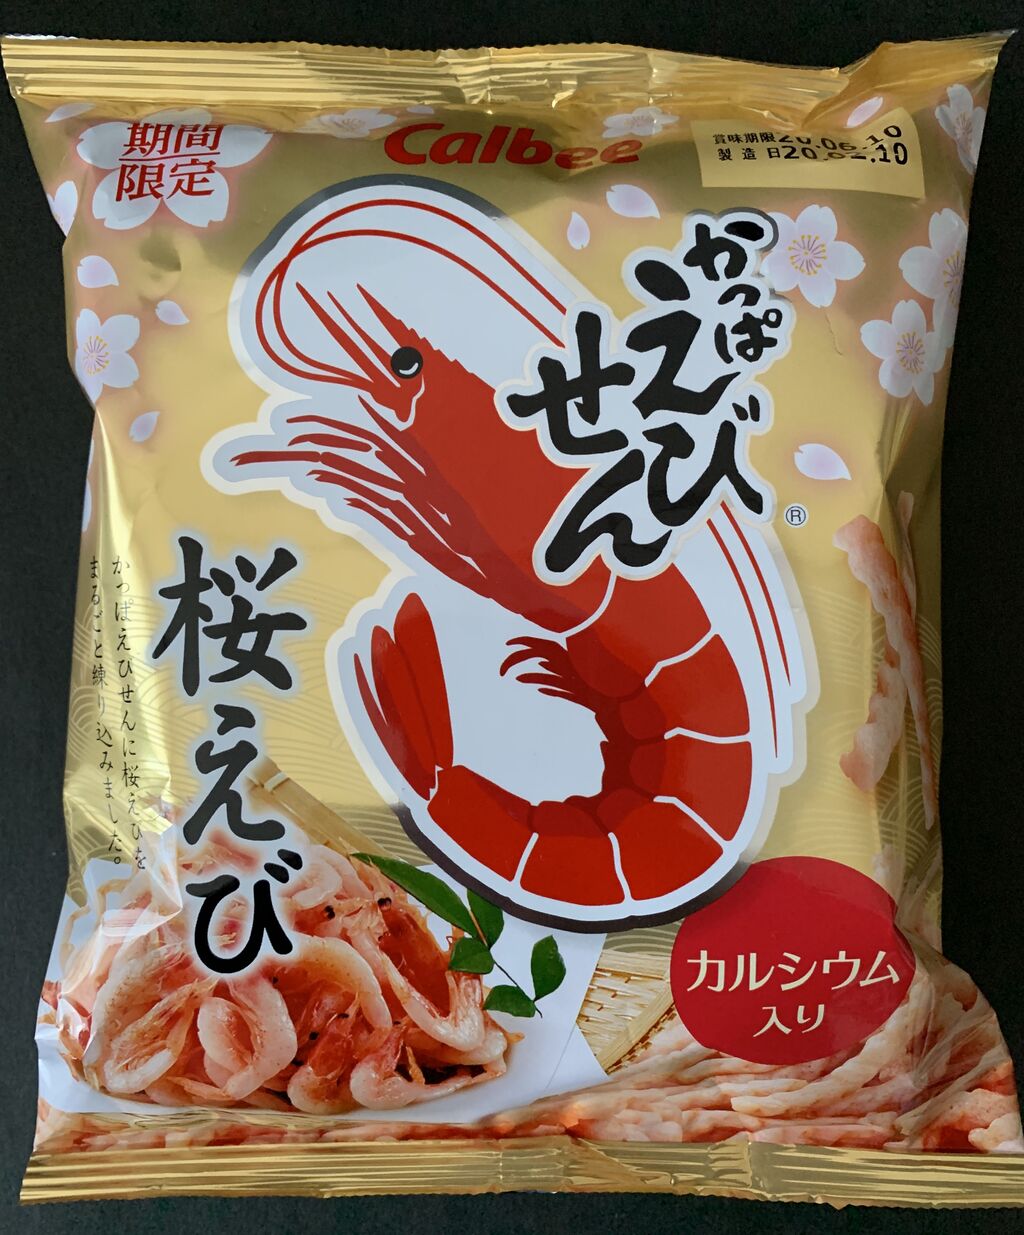 期間
限定
Calbee
賞味期限20.06.10
製造日20.02.10
かっぱ
えび
せん
®
桜えび
かっぱえびせんに桜えびを
まるごと練り込みました。
カルシウム
入り